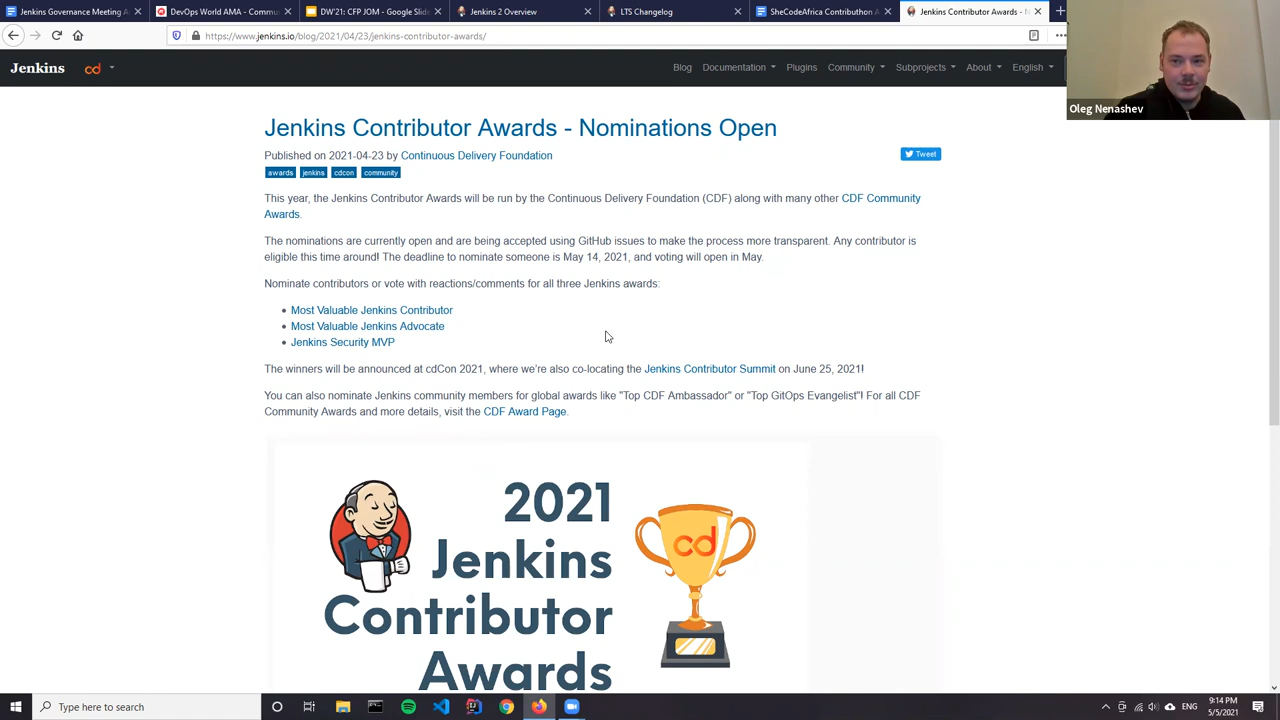 Jenkins Governance Meeting A
DevOps World AMA - Commu
DW'21: CFP JOM - Google Slide
Jenkins 2 Overview
LTS Changelog
SheCodeAfrica Contributhon A
Jenkins Contributor Awards - N
https://www.jenkins.io/blog/2021/04/23/jenkins-contributor-awards/
Jenkins
cd
Blog
Documentation
Plugins
Community
Subprojects
About
English
Oleg Nenashev
Jenkins Contributor Awards - Nominations Open
Published on 2021-04-23 by Continuous Delivery Foundation
Tweet
awards jenkins cdcon community
This year, the Jenkins Contributor Awards will be run by the Continuous Delivery Foundation (CDF) along with many other CDF Community
Awards.
The nominations are currently open and are being accepted using GitHub issues to make the process more transparent. Any contributor is
eligible this time around! The deadline to nominate someone is May 14, 2021, and voting will open in May.
Nominate contributors or vote with reactions/comments for all three Jenkins awards:
Most Valuable Jenkins Contributor
Most Valuable Jenkins Advocate
Jenkins Security MVP
The winners will be announced at cdCon 2021, where we're also co-locating the Jenkins Contributor Summit on June 25, 2021!
You can also nominate Jenkins community members for global awards like "Top CDF Ambassador" or "Top GitOps Evangelist"! For all CDF
Community Awards and more details, visit the CDF Award Page.
2021
Jenkins
Contributor
Awards
cd
Type here to search
ENG
9:14 PM
5/5/2021